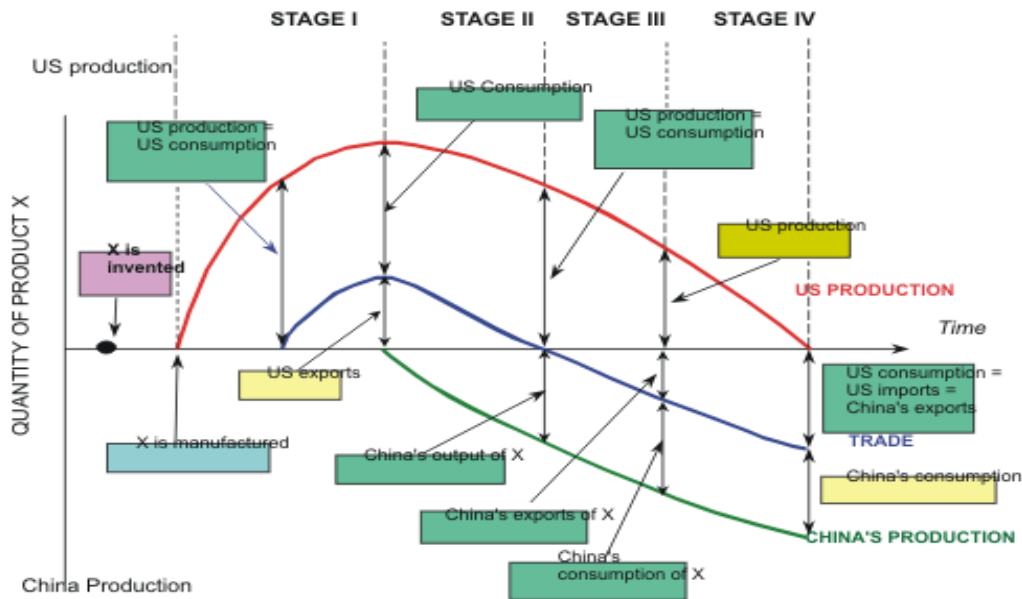 STAGE I
STAGE II
STAGE III
STAGE IV
US production
US Consumption
US production =
US consumption
US production =
US consumption
US production
X is
invented
US PRODUCTION
Time
QUANTITY OF PRODUCT X
US exports
US consumption =
US imports =
China's exports
X is manufactured
TRADE
China's output of X
China's consumption
China's exports of X
CHINA'S PRODUCTION
China's
consumption of X
China Production